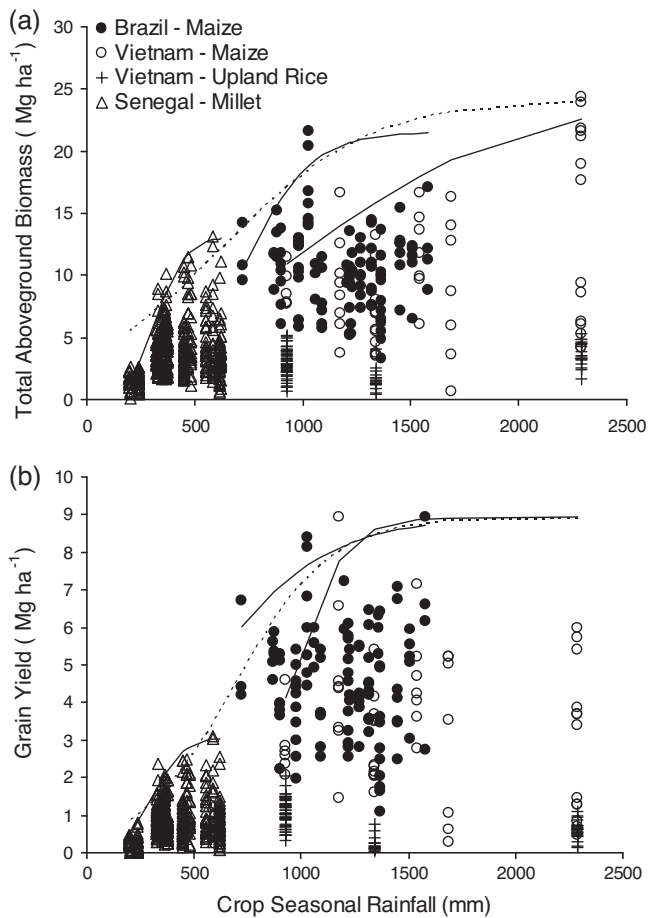 (a)
Total Aboveground Biomass ( Mg ha⁻¹)
30
25
20
15
10
5
0
Brazil - Maize
Vietnam - Maize
Vietnam - Upland Rice
Senegal - Millet
0 500 1000 1500 2000 2500
(b)
Grain Yield ( Mg ha⁻¹)
10
9
8
7
6
5
4
3
2
1
0
0 500 1000 1500 2000 2500
Crop Seasonal Rainfall (mm)